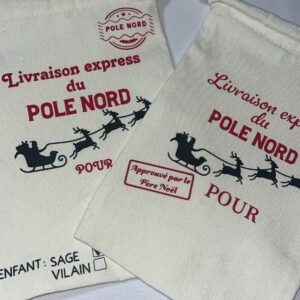 POLE NORD
Livraison express
du
POLE NORD
POUR
ENFANT : SAGE
VILAIN
Livraison expre
du
POLE NORD
POUR
Approuvé par le
Père Noël